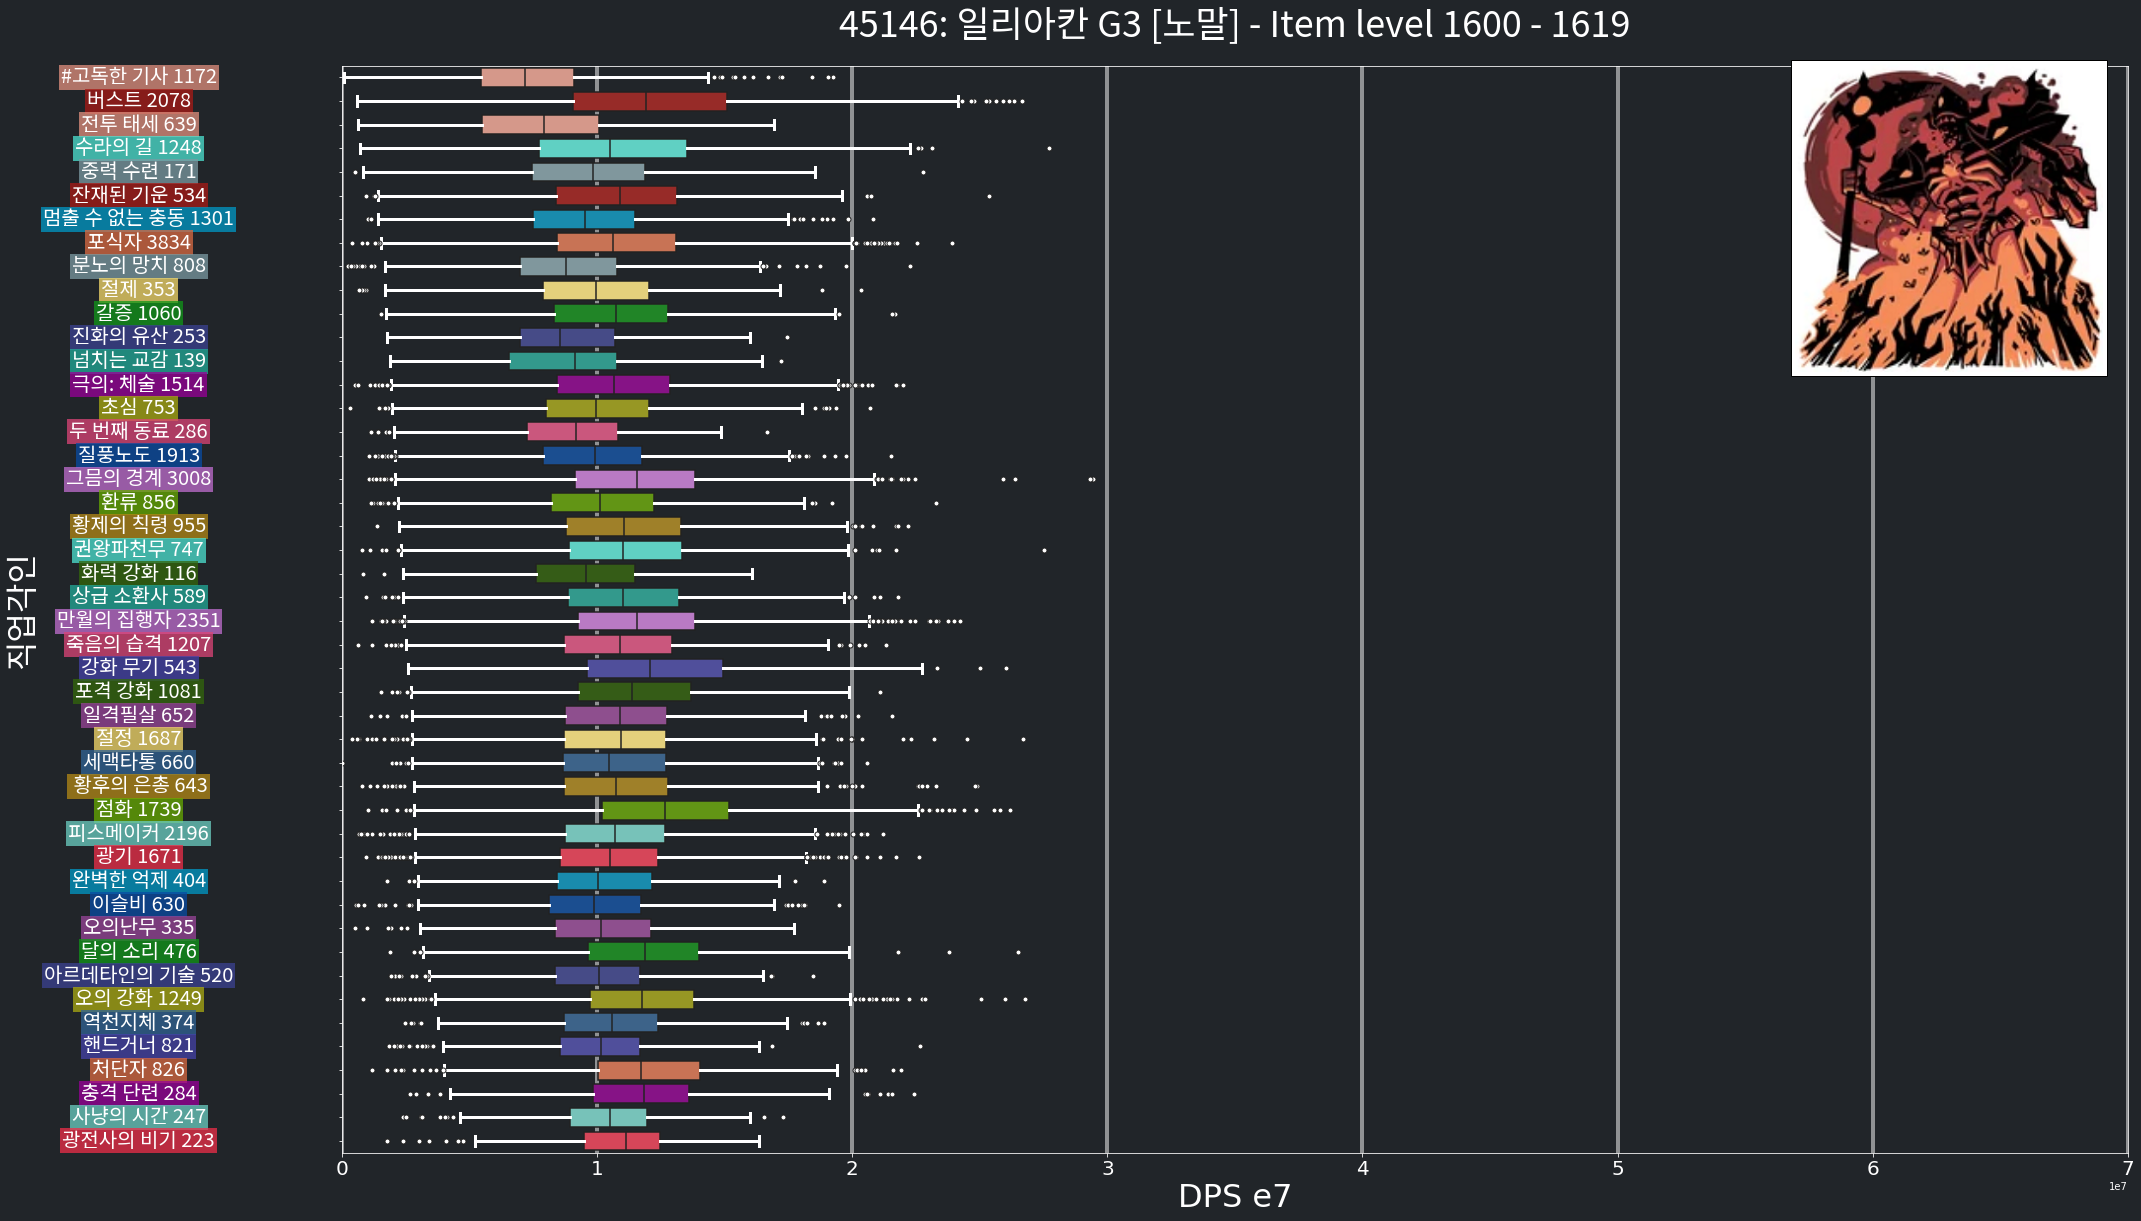 45146: 일리아칸 G3 [노말] - Item level 1600 - 1619
#고독한 기사 1172
버스트 2078
전투 태세 639
수라의 길 1248
중력 수련 171
잔재된 기운 534
멈출 수 없는 충동 1301
포식자 3834
분노의 망치 808
절제 353
갈증 1060
진화의 유산 253
넘치는 교감 139
극의: 체술 1514
초심 753
두 번째 동료 286
질풍노도 1913
그믐의 경계 3008
환류 856
황제의 칙령 955
권왕파천무 747
화력 강화 116
상급 소환사 589
만월의 집행자 2351
죽음의 습격 1207
강화 무기 543
포격 강화 1081
일격필살 652
절정 1687
세맥타통 660
황후의 은총 643
점화 1739
피스메이커 2196
광기 1671
완벽한 억제 404
이슬비 630
오의난무 335
달의 소리 476
아르데타인의 기술 520
오의 강화 1249
역천지체 374
핸드거너 821
처단자 826
충격 단련 284
사냥의 시간 247
광전사의 비기 223
직업각인
0 1 2 3 4 5 6 7
DPS e7
1e7